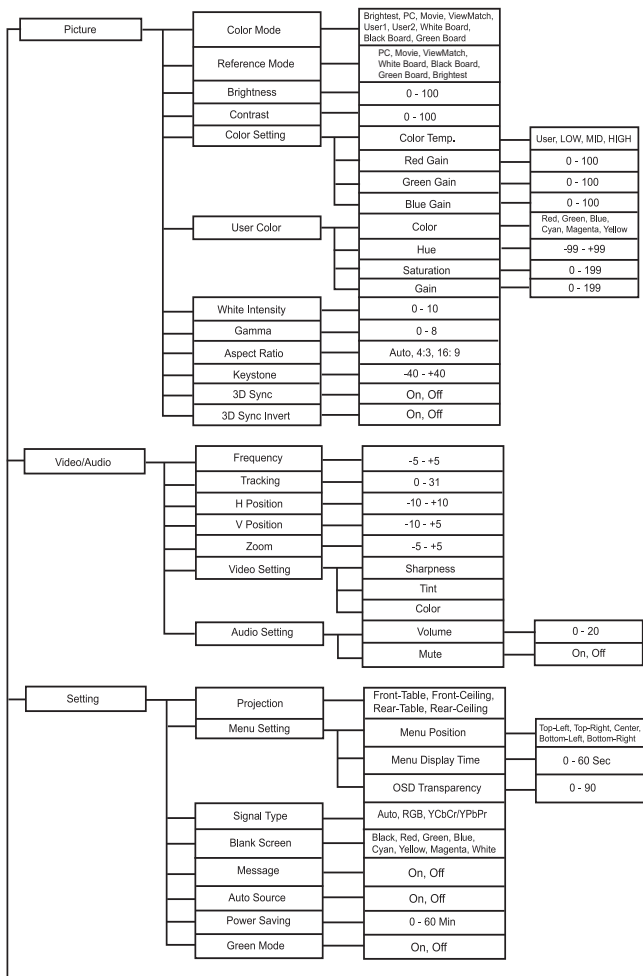 Picture
Color Mode
Brightest, PC, Movie, ViewMatch,
User1, User2, White Board,
Black Board, Green Board
Reference Mode
PC, Movie, ViewMatch,
White Board, Black Board,
Green Board, Brightest
Brightness
0 - 100
Contrast
0 - 100
Color Setting
Color Temp.
User, LOW, MID, HIGH
Red Gain
0 - 100
Green Gain
0 - 100
Blue Gain
0 - 100
User Color
Color
Red, Green, Blue,
Cyan, Magenta, Yellow
Hue
-99 - +99
Saturation
0 - 199
Gain
0 - 199
White Intensity
0 - 10
Gamma
0 - 8
Aspect Ratio
Auto, 4:3, 16: 9
Keystone
-40 - +40
3D Sync
On, Off
3D Sync Invert
On, Off
Video/Audio
Frequency
-5 - +5
Tracking
0 - 31
H Position
-10 - +10
V Position
-10 - +5
Zoom
-5 - +5
Video Setting
Sharpness
Tint
Color
Audio Setting
Volume
0 - 20
Mute
On, Off
Setting
Projection
Front-Table, Front-Ceiling,
Rear-Table, Rear-Ceiling
Menu Setting
Menu Position
Top-Left, Top-Right, Center,
Bottom-Left, Bottom-Right
Menu Display Time
0 - 60 Sec
OSD Transparency
0 - 90
Signal Type
Auto, RGB, YCbCr/YPbPr
Blank Screen
Black, Red, Green, Blue,
Cyan, Yellow, Magenta, White
Message
On, Off
Auto Source
On, Off
Power Saving
0 - 60 Min
Green Mode
On, Off